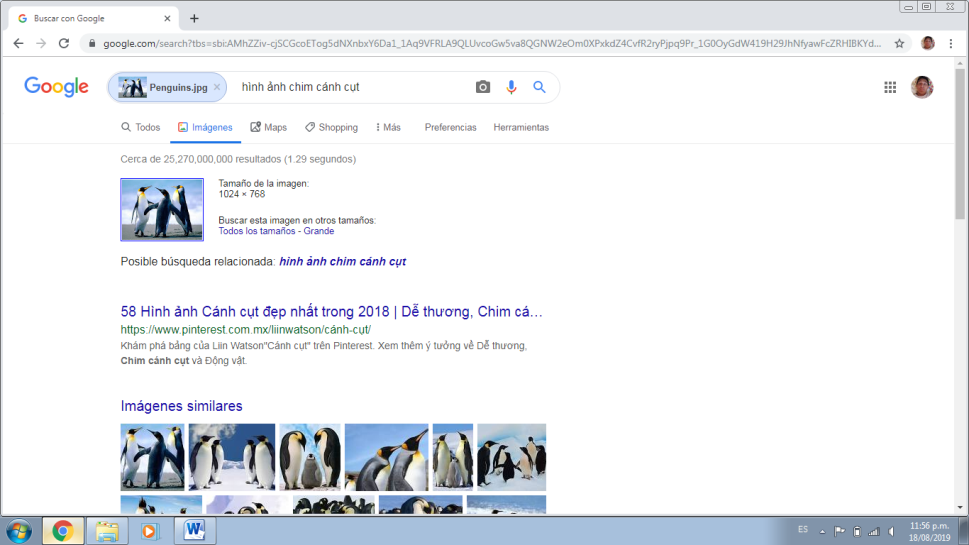 Buscar con Google
google.com/search?tbs=sbi:AMhZZiv-cjSCGcoETog5dNXnbxY6Da1_1Aq9VFRLA9QLUvcoGw5va8QGNW2eOm0XPxkdZ4CvfR2ryPjpq9Pr_1G0OyGdW419H29JhNfyawFcZRHIBKYd...
Google
Penguins.jpg
hình ảnh chim cánh cụt
Todos Imágenes Maps Shopping Más Preferencias Herramientas
Cerca de 25,270,000,000 resultados (1.29 segundos)
Tamaño de la imagen:
1024 × 768
Buscar esta imagen en otros tamaños:
Todos los tamaños - Grande
Posible búsqueda relacionada: hình ảnh chim cánh cụt
58 Hình ảnh Cánh cụt đẹp nhất trong 2018 | Dễ thương, Chim cá…
https://www.pinterest.com.mx/liinwatson/cánh-cụt/
Khám phá bảng của Liin Watson"Cánh cụt" trên Pinterest. Xem thêm ý tưởng về Dễ thương,
Chim cánh cụt và Động vật.
Imágenes similares
ES
11:56 p.m.
18/08/2019